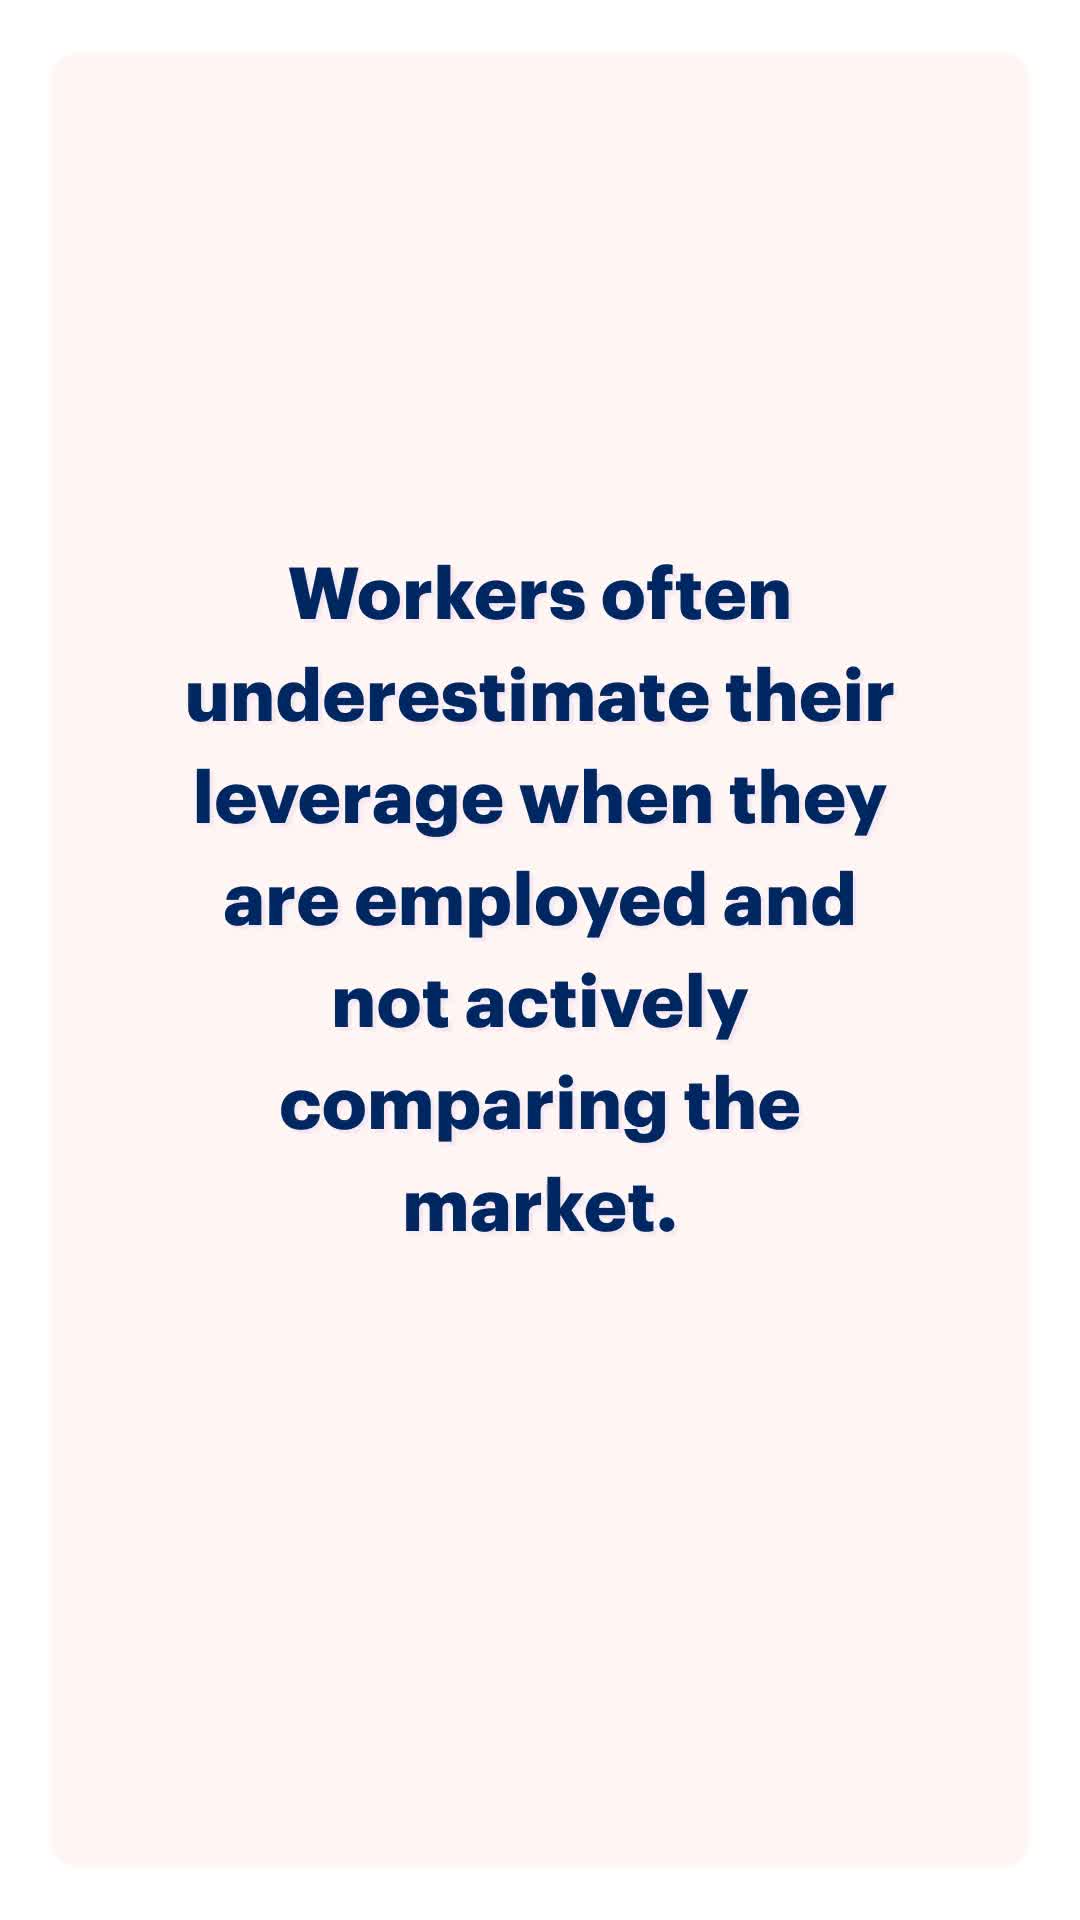 Workers often
underestimate their
leverage when they
are employed and
not actively
comparing the
market.